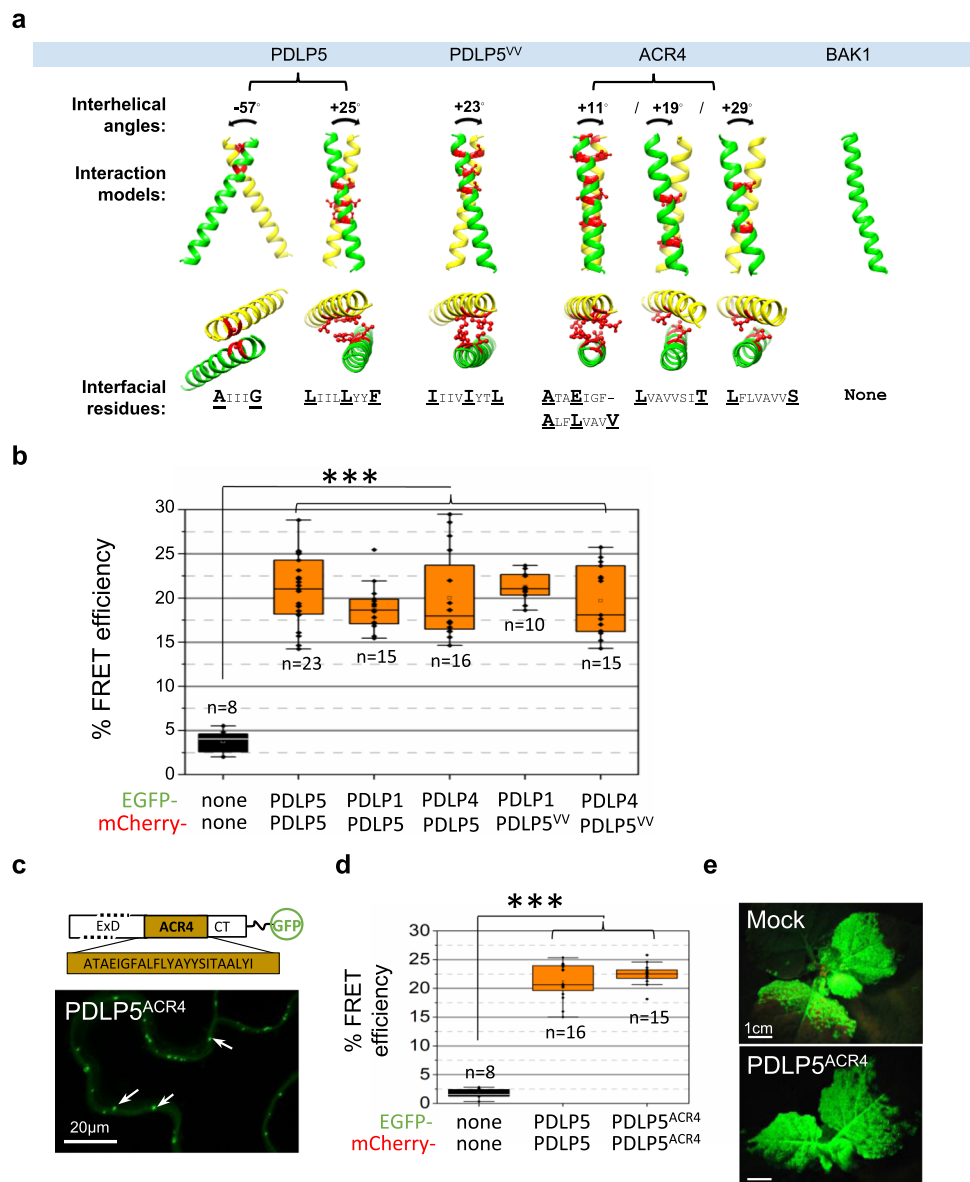 a
PDLP5 PDLP5VV ACR4 BAK1
Interhelical angles: -57° +25° +23° +11° / +19° / +29°
Interaction models:
Interfacial residues: AIIIG LIILLYYF IIIVIYTL ATAEIGF- LVAVVSIT LFLVAVVS None
ALFLVAVV
b
***
% FRET efficiency
30
25
20
15
10
5
0
n=8 n=23 n=15 n=16 n=10 n=15
EGFP- none PDLP5 PDLP1 PDLP4 PDLP1 PDLP4
mCherry- none PDLP5 PDLP5 PDLP5 PDLP5VV PDLP5VV
c
ExD ACR4 CT GFP
ATAEIGFALFLYAYYSITAALYI
PDLP5ACR4
20µm
d
***
% FRET efficiency
30
25
20
15
10
5
0
n=8 n=16 n=15
EGFP- none PDLP5 PDLP5ACR4
mCherry- none PDLP5 PDLP5ACR4
e
Mock
1cm
PDLP5ACR4